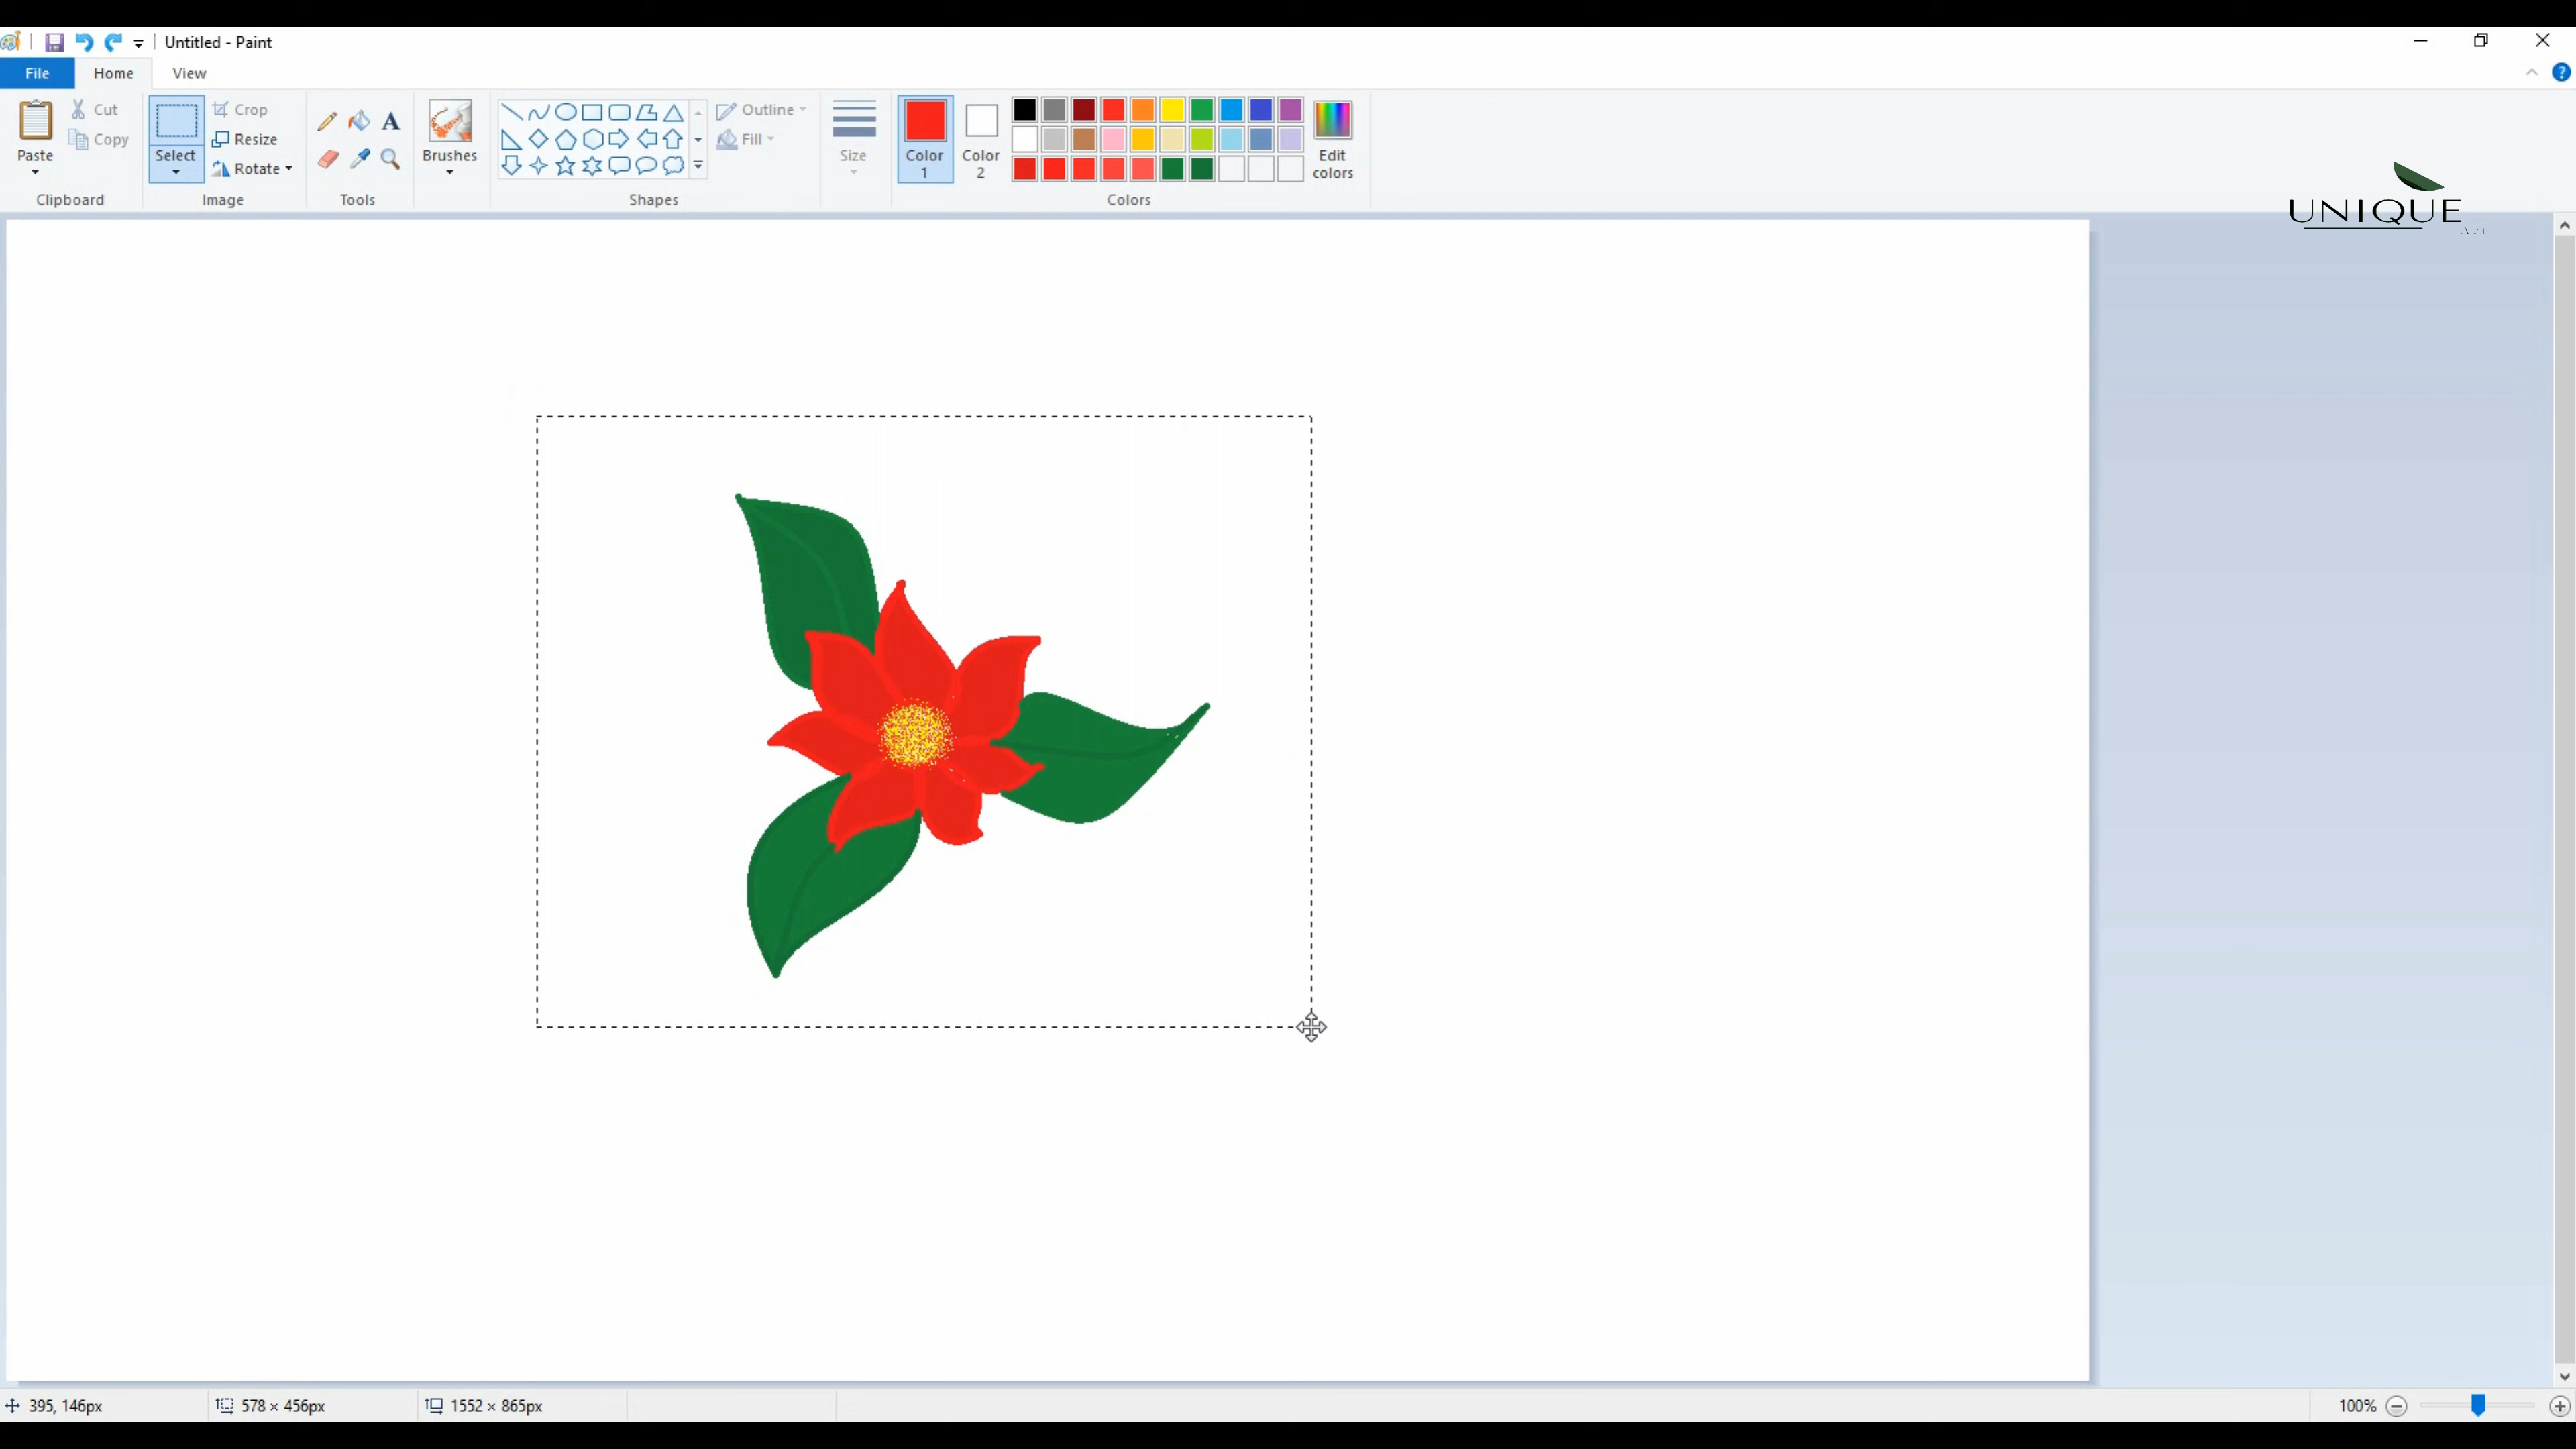 Untitled - Paint
File Home View
Paste Cut Copy
Select Crop Resize Rotate
A
Brushes
Outline Fill
Size
Color 1 Color 2
Edit colors
Clipboard Image Tools Shapes Colors
UNIQUE
Art
395, 146px 578 × 456px 1552 × 865px 100%